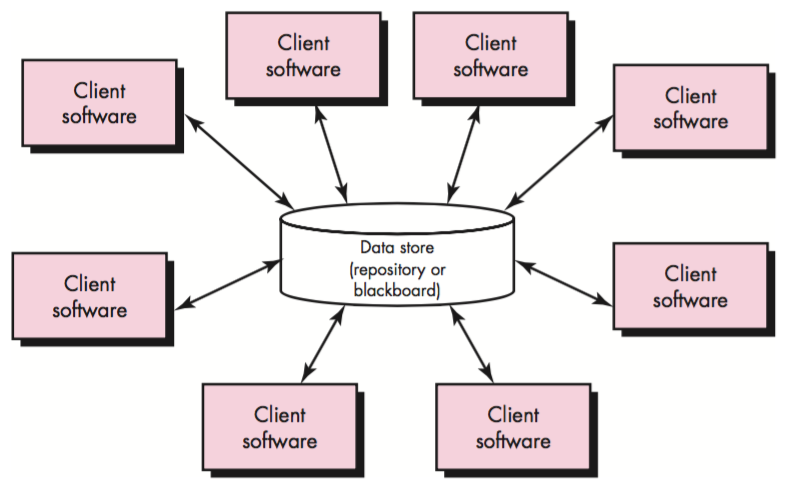 Client
software
Client
software
Client
software
Client
software
Data store
(repository or
blackboard)
Client
software
Client
software
Client
software
Client
software